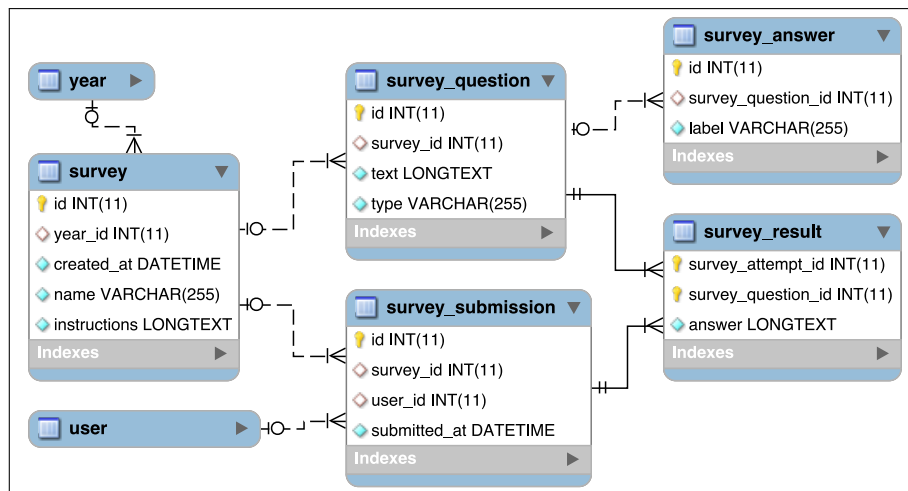 year
survey
id INT(11)
year_id INT(11)
created_at DATETIME
name VARCHAR(255)
instructions LONGTEXT
Indexes
user
survey_question
id INT(11)
survey_id INT(11)
text LONGTEXT
type VARCHAR(255)
Indexes
survey_submission
id INT(11)
survey_id INT(11)
user_id INT(11)
submitted_at DATETIME
Indexes
survey_answer
id INT(11)
survey_question_id INT(11)
label VARCHAR(255)
Indexes
survey_result
survey_attempt_id INT(11)
survey_question_id INT(11)
answer LONGTEXT
Indexes